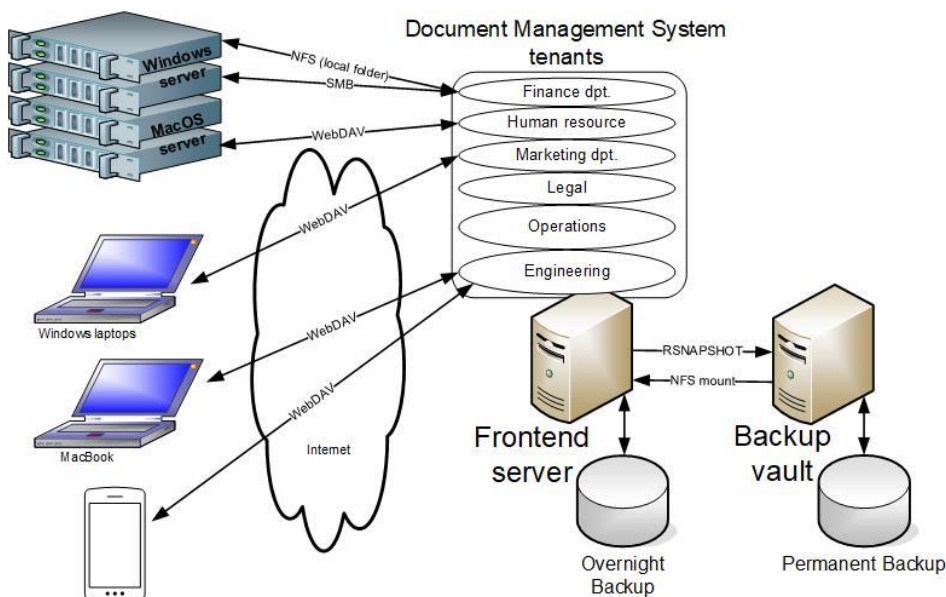 Document Management System
tenants
Windows
server
MacOS
server
NFS (local folder)
SMB
WebDAV
Finance dpt.
Human resource
Marketing dpt.
Legal
Operations
Engineering
WebDAV
Windows laptops
WebDAV
MacBook
WebDAV
Internet
RSNAPSHOT
NFS mount
Frontend
server
Backup
vault
Overnight
Backup
Permanent Backup